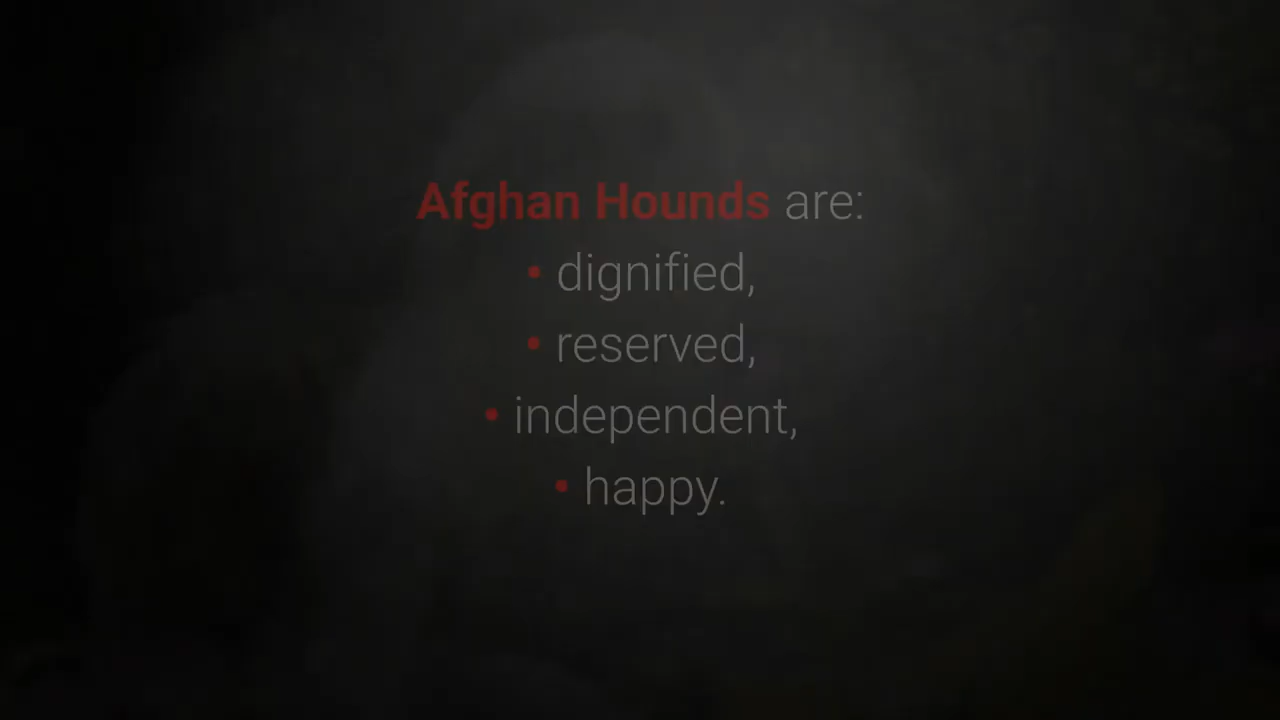 Afghan Hounds are:
• dignified,
• reserved,
• independent,
• happy.